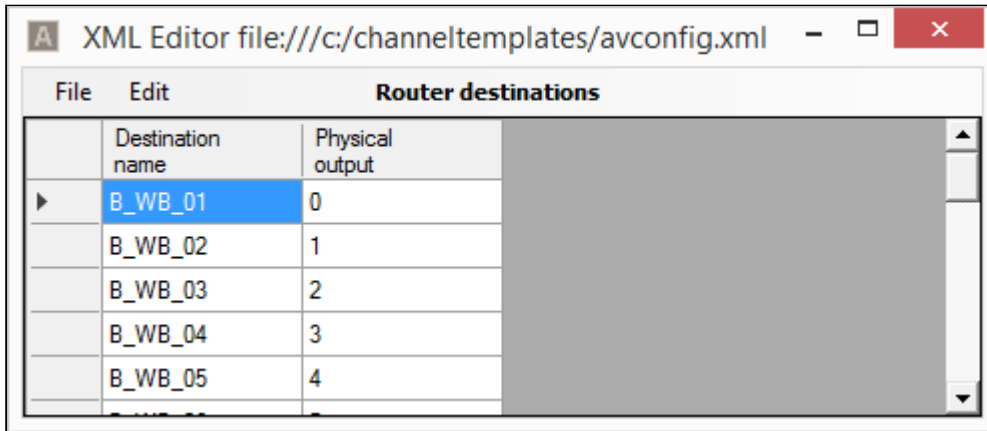 A XML Editor file:///c:/channeltemplates/avconfig.xml
File Edit Router destinations
Destination name Physical output
B_WB_01 0
B_WB_02 1
B_WB_03 2
B_WB_04 3
B_WB_05 4